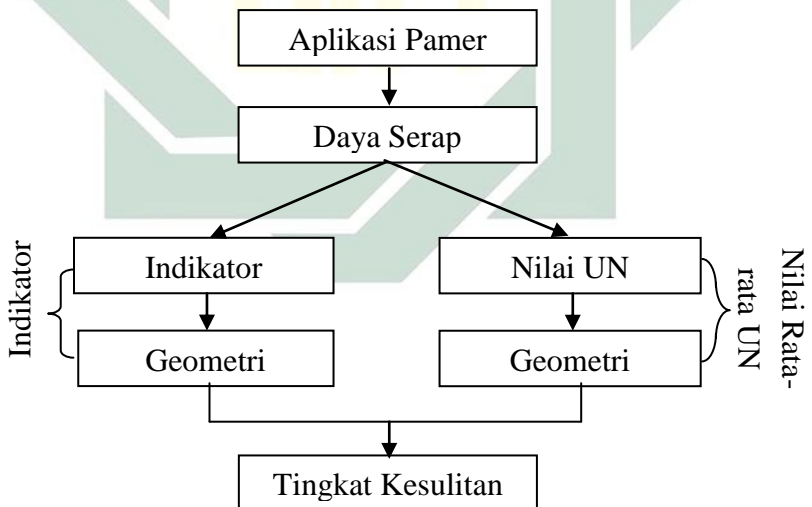 Aplikasi Pamer
Daya Serap
Indikator
Indikator
Geometri
Nilai UN
Geometri
Nilai Rata-
rata UN
Tingkat Kesulitan